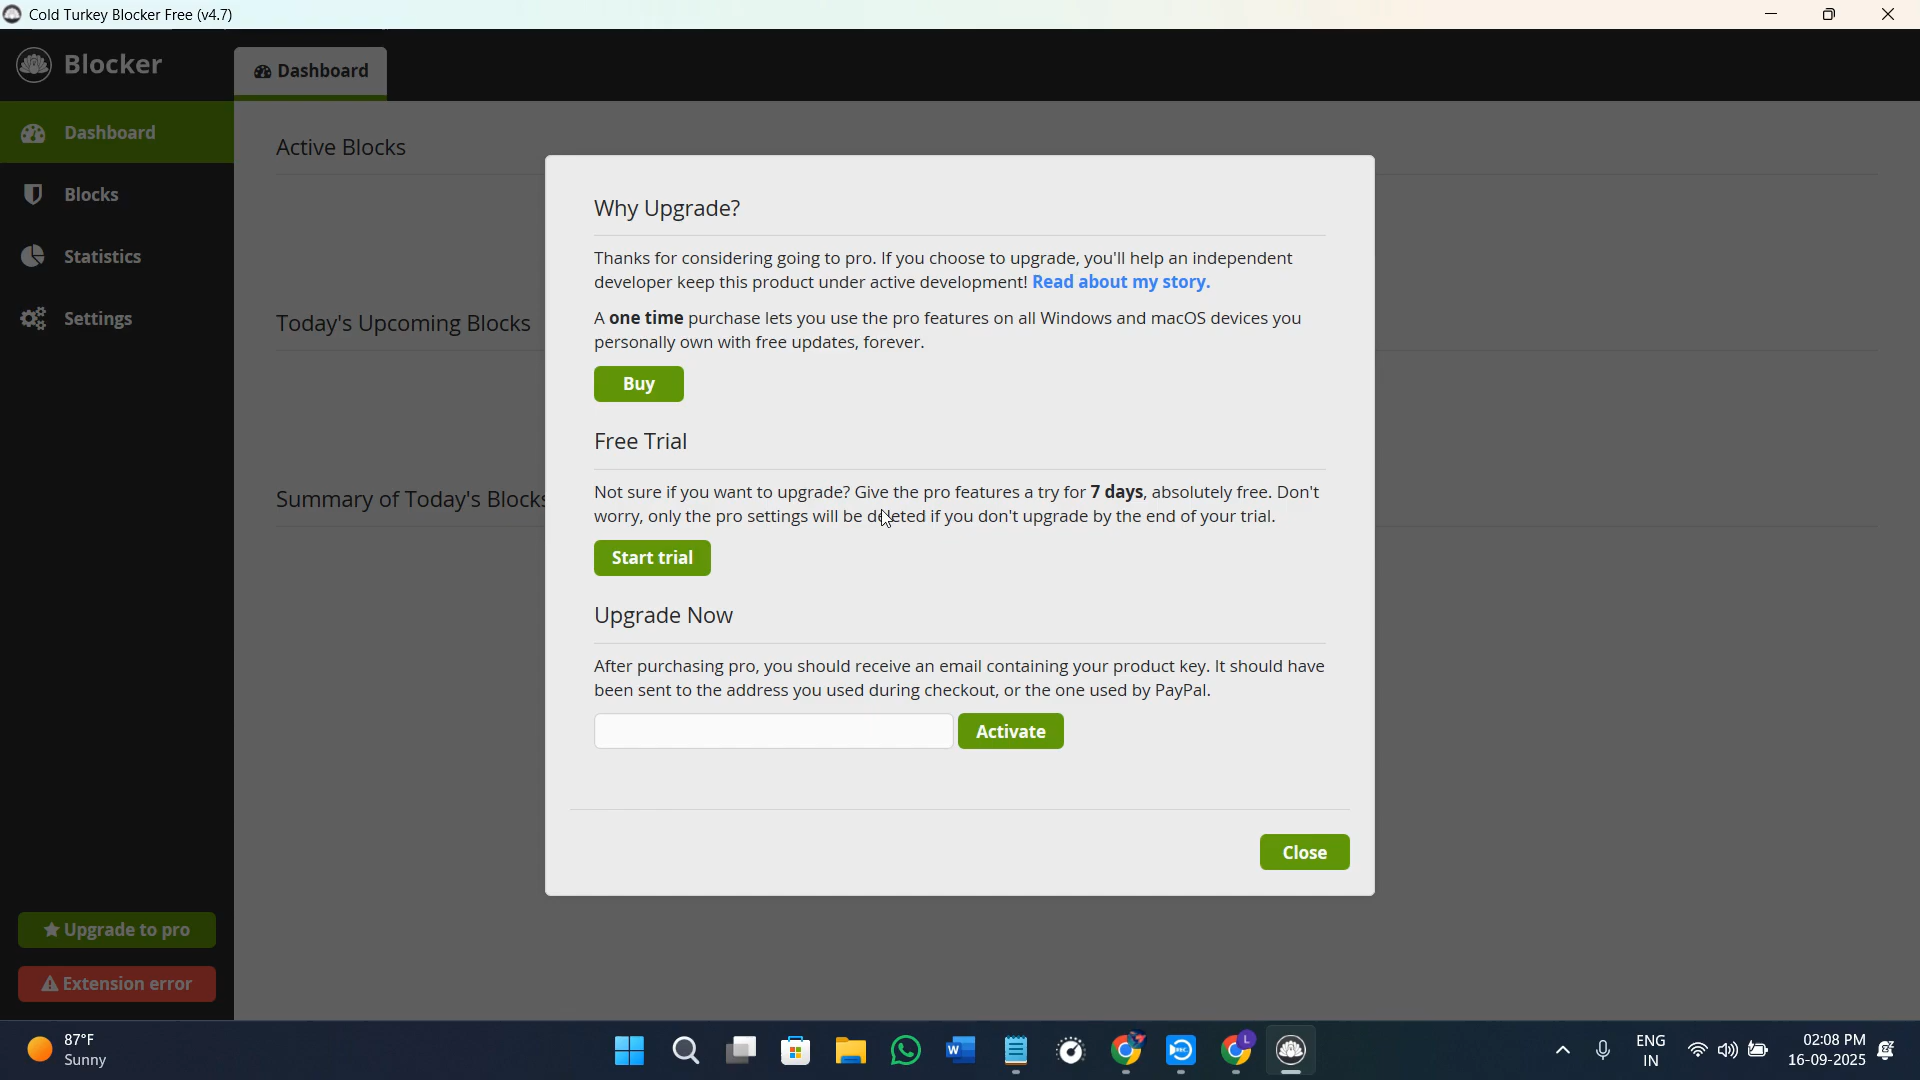 Cold Turkey Blocker Free (v4.7)
Blocker
Dashboard
Dashboard
Blocks
Statistics
Settings
Active Blocks
Today's Upcoming Blocks
Summary of Today's Blocks
Why Upgrade?
Thanks for considering going to pro. If you choose to upgrade, you'll help an independent
developer keep this product under active development! Read about my story.
A one time purchase lets you use the pro features on all Windows and macOS devices you
personally own with free updates, forever.
Buy
Free Trial
Not sure if you want to upgrade? Give the pro features a try for 7 days, absolutely free. Don't
worry, only the pro settings will be deleted if you don't upgrade by the end of your trial.
Start trial
Upgrade Now
After purchasing pro, you should receive an email containing your product key. It should have
been sent to the address you used during checkout, or the one used by PayPal.
Activate
Close
Upgrade to pro
Extension error
87°F
Sunny
W
L
ENG
IN
02:08 PM
16-09-2025